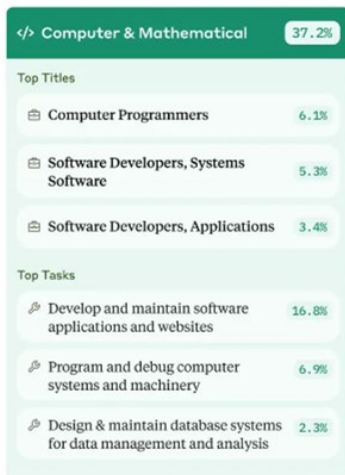 </> Computer & Mathematical 37.2%
Top Titles
Computer Programmers 6.1%
Software Developers, Systems
Software 5.3%
Software Developers, Applications 3.4%
Top Tasks
Develop and maintain software
applications and websites 16.8%
Program and debug computer
systems and machinery 6.9%
Design & maintain database systems
for data management and analysis 2.3%